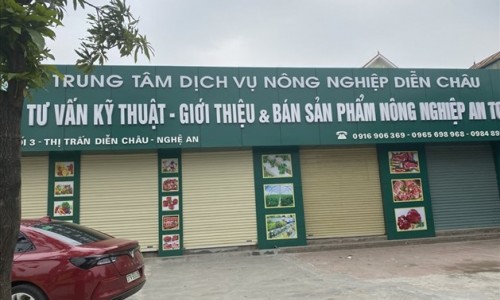 TRUNG TÂM DỊCH VỤ NÔNG NGHIỆP DIỄN CHÂU
TƯ VẤN KỸ THUẬT - GIỚI THIỆU & BÁN SẢN PHẨM NÔNG NGHIỆP AN
3 - THỊ TRẤN DIỄN CHÂU - NGHỆ AN
☎ 0916 906 369 - 0965 698 968 - 0984 89